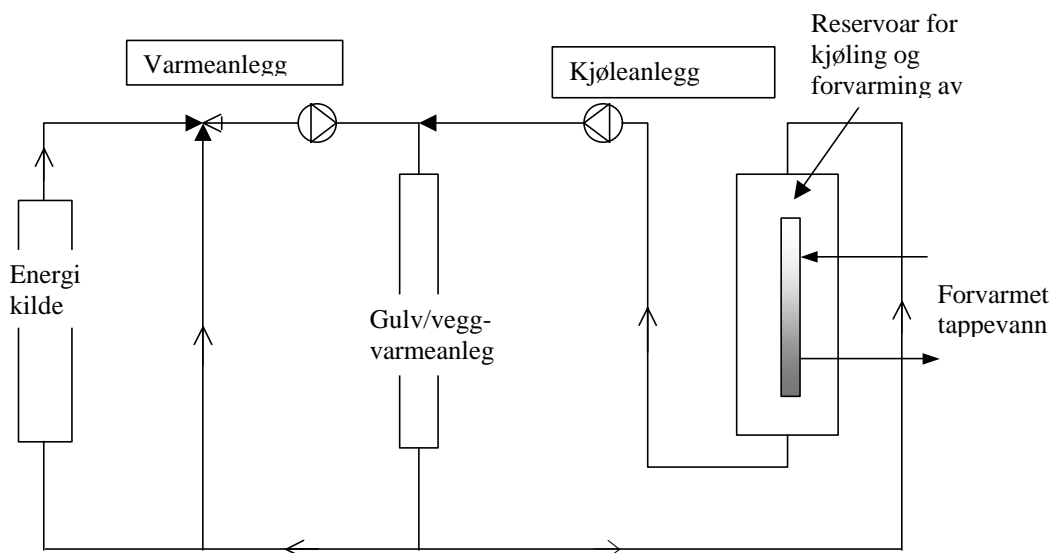 Varmeanlegg
Kjøleanlegg
Reservoar for
kjøling og
forvarming av
Energi
kilde
Gulv/vegg-
varmeanleg
Forvarmet
tappevann